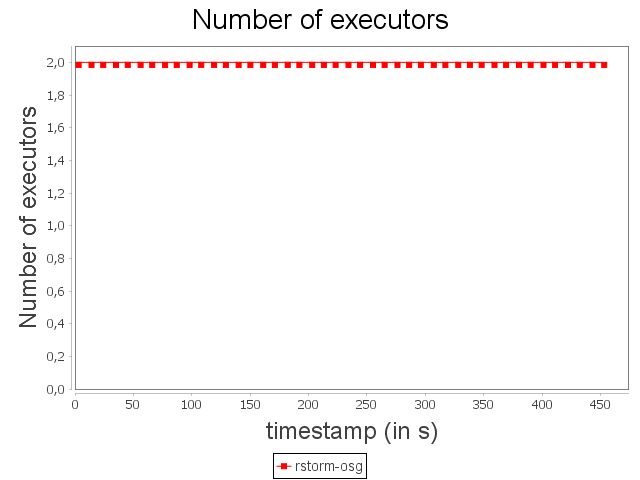 Number of executors
Number of executors
2,0
1,8
1,6
1,4
1,2
1,0
0,8
0,6
0,4
0,2
0,0
0 50 100 150 200 250 300 350 400 450
timestamp (in s)
rstorm-osg